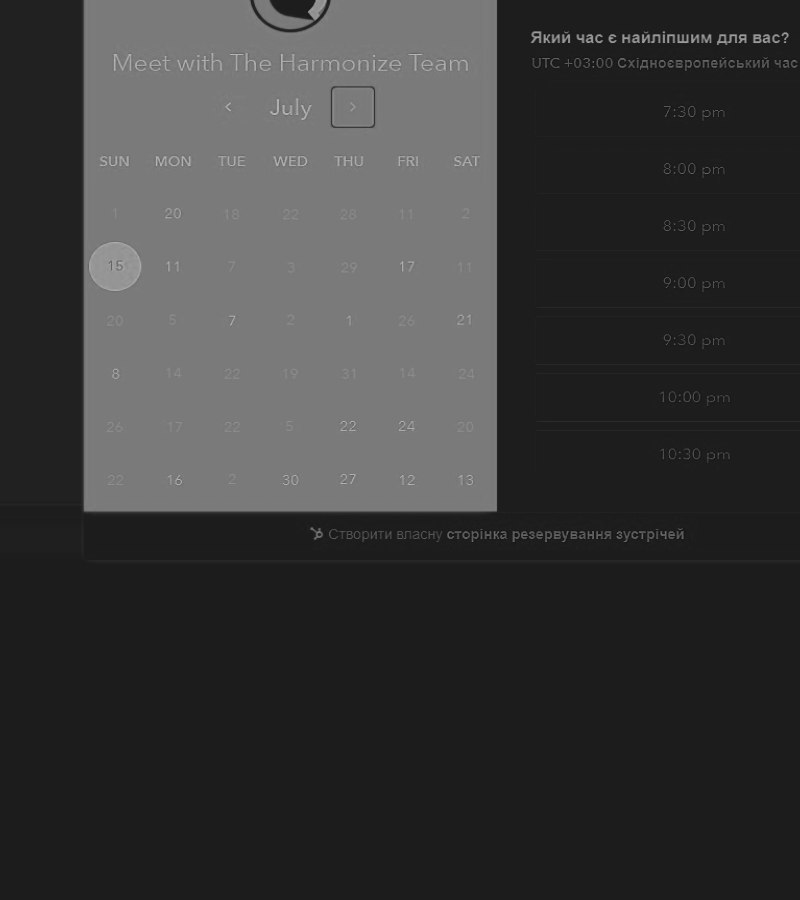 Meet with The Harmonize Team
July
SUN MON TUE WED THU FRI SAT
1 20 18 22 28 11 2
15 11 7 3 29 17 11
20 5 7 2 1 26 21
8 14 22 19 31 14 24
26 17 22 5 22 24 20
22 16 2 30 27 12 13
Який час є найліпшим для вас?
UTC +03:00 Східноєвропейський час
7:30 pm
8:00 pm
8:30 pm
9:00 pm
9:30 pm
10:00 pm
10:30 pm
Створити власну сторінка резервування зустрічей